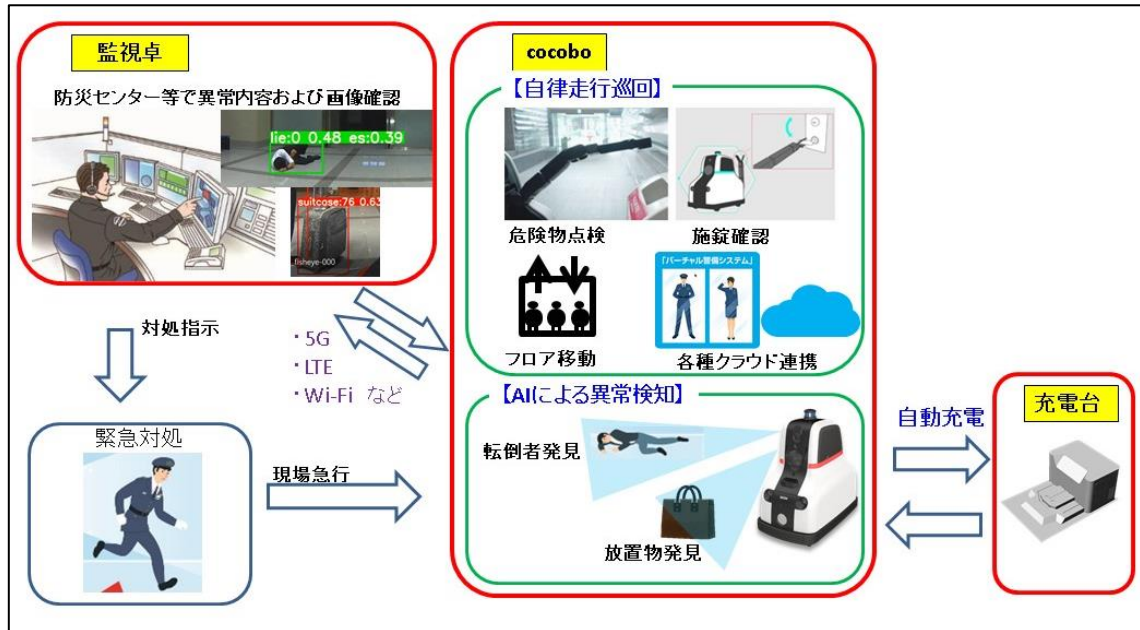 監視卓
防災センター等で異常内容および画像確認
lie:0 0.48 es:0.39
suitcose:76 0.63
fisheye-000
対処指示
・5G
・LTE
・Wi-Fi など
緊急対処
現場急行
cocobo
【自律走行巡回】
危険物点検
施錠確認
「バーチャル警備システム」
フロア移動
各種クラウド連携
【AIによる異常検知】
転倒者発見
放置物発見
自動充電
充電台